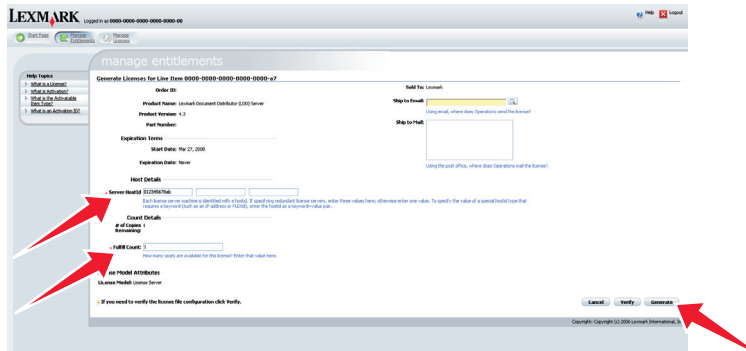 LEXMARK Logged in as 0000-0000-0000-0000-0000-00
Help Logout
Start Page Manage Entitlements Manage Licenses
manage entitlements
Help Topics
What is a License?
What is Activation?
What is the Activatable Item Type?
What is an Activation ID?
Generate Licenses for Line Item 0000-0000-0000-0000-0000-a7
Order ID:
Product Name: Lexmark Document Distributor (LDD) Server
Product Version: 4.3
Part Number:
Expiration Terms
Start Date: Mar 27, 2008
Expiration Date: Never
Sold To: Lexmark
Ship to Email:
Using email, where does Operations send the license?
Ship to Mail:
Using the post office, where does Operations mail the license?.
Host Details
Server HostId 012345678ab
Each license server machine is identified with a hostid. If specifying redundant license servers, enter three values here; otherwise enter one value. To specify the value of a special hostid type that
requires a keyword (such as an IP address or FLEXid), enter the hostid as a keyword=value pair.
Count Details
# of Copies Remaining: 1
Fulfill Count: 1
How many seats are available for this license? Enter that value here.
Model Attributes
License Model: License Server
If you need to verify the license file configuration click Verify.
Cancel Verify Generate
Copyright: Copyright (c) 2006 Lexmark International,